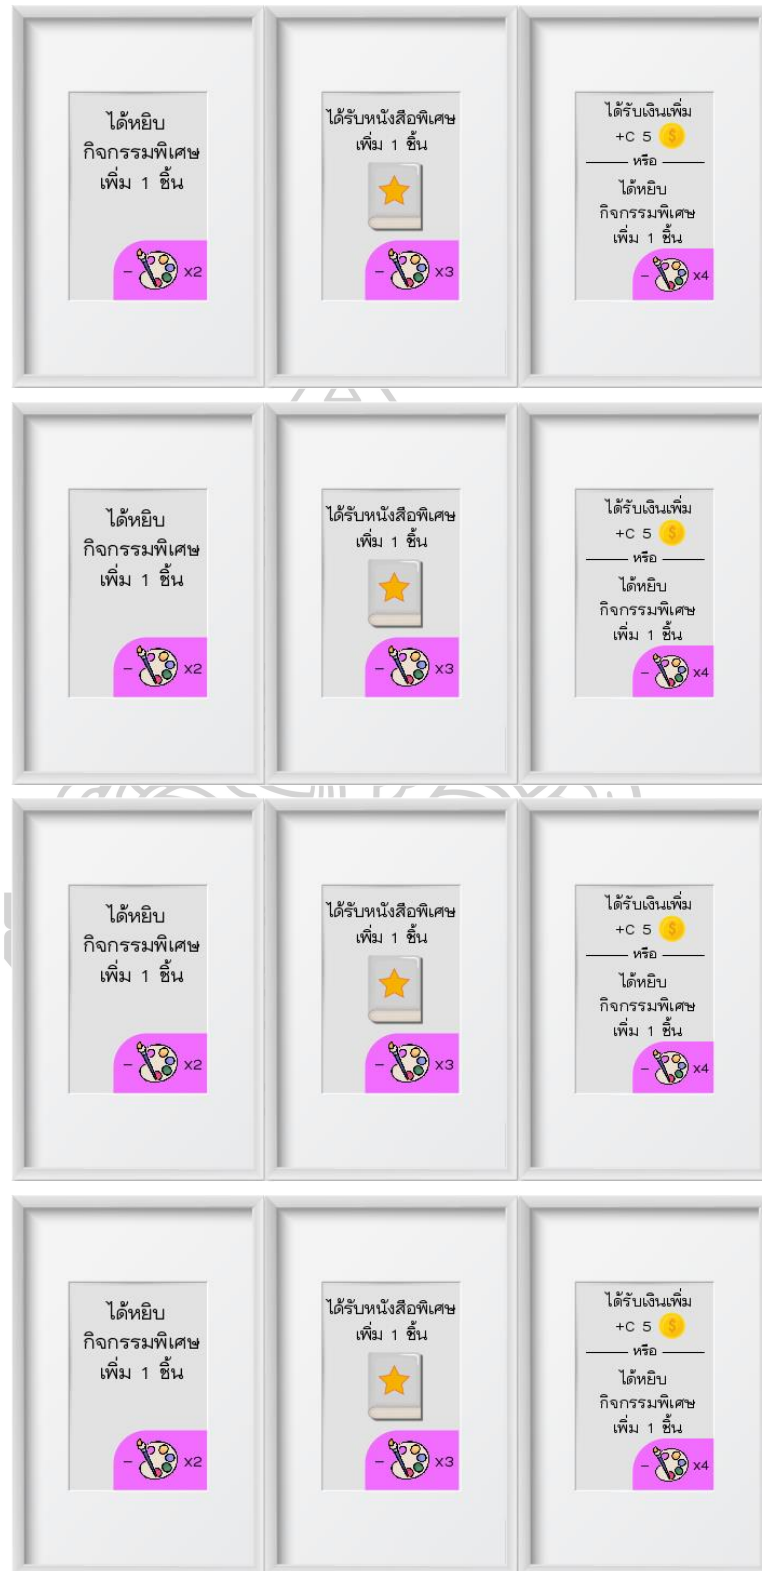 ได้หยิบ
กิจกรรมพิเศษ
เพิ่ม 1 ชิ้น
- x2
ได้รับหนังสือพิเศษ
เพิ่ม 1 ชิ้น
- x3
ได้รับเงินเพิ่ม
+C 5 $
หรือ
ได้หยิบ
กิจกรรมพิเศษ
เพิ่ม 1 ชิ้น
- x4
ได้หยิบ
กิจกรรมพิเศษ
เพิ่ม 1 ชิ้น
- x2
ได้รับหนังสือพิเศษ
เพิ่ม 1 ชิ้น
- x3
ได้รับเงินเพิ่ม
+C 5 $
หรือ
ได้หยิบ
กิจกรรมพิเศษ
เพิ่ม 1 ชิ้น
- x4
ได้หยิบ
กิจกรรมพิเศษ
เพิ่ม 1 ชิ้น
- x2
ได้รับหนังสือพิเศษ
เพิ่ม 1 ชิ้น
- x3
ได้รับเงินเพิ่ม
+C 5 $
หรือ
ได้หยิบ
กิจกรรมพิเศษ
เพิ่ม 1 ชิ้น
- x4
ได้หยิบ
กิจกรรมพิเศษ
เพิ่ม 1 ชิ้น
- x2
ได้รับหนังสือพิเศษ
เพิ่ม 1 ชิ้น
- x3
ได้รับเงินเพิ่ม
+C 5 $
หรือ
ได้หยิบ
กิจกรรมพิเศษ
เพิ่ม 1 ชิ้น
- x4